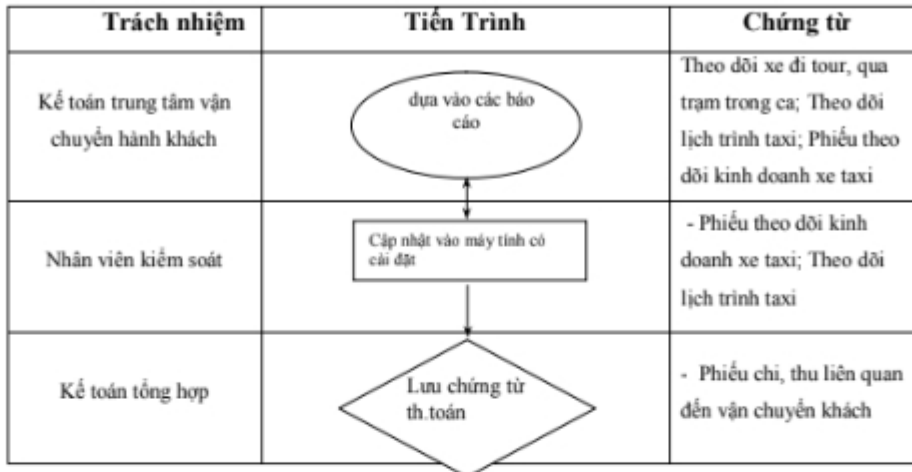 Trách nhiệm
Tiến Trình
Chứng từ
Kế toán trung tâm vận
chuyển hành khách
dựa vào các báo
cáo
Theo dõi xe đi tour, qua
trạm trong ca; Theo dõi
lịch trình taxi; Phiếu theo
dõi kinh doanh xe taxi
Nhân viên kiểm soát
Cập nhật vào máy tính có
cài đặt
- Phiếu theo dõi kinh
doanh xe taxi; Theo dõi
lịch trình taxi
Kế toán tổng hợp
Lưu chứng từ
th.toán
- Phiếu chi, thu liên quan
đến vận chuyển khách